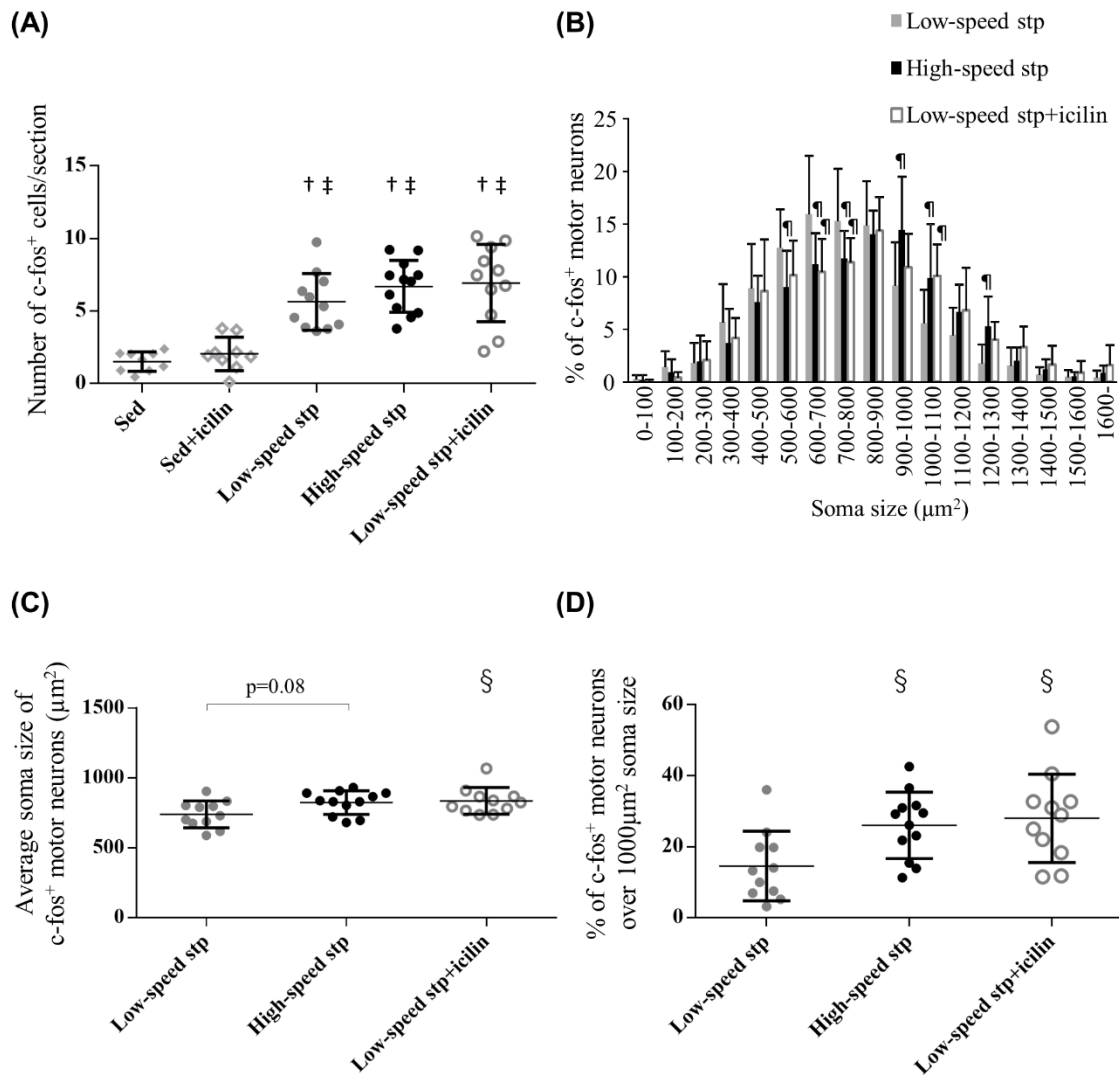 (A)
Number of c-fos⁺ cells/section
15
10
5
0
† ‡
† ‡
† ‡
Sed
Sed+icilin
Low-speed stp
High-speed stp
Low-speed stp+icilin
(B)
Low-speed stp
High-speed stp
Low-speed stp+icilin
% of c-fos⁺ motor neurons
25
20
15
10
5
0
¶
¶ ¶
¶ ¶
¶
¶ ¶
¶
0-100
100-200
200-300
300-400
400-500
500-600
600-700
700-800
800-900
900-1000
1000-1100
1100-1200
1200-1300
1300-1400
1400-1500
1500-1600
1600-
Soma size (μm²)
(C)
Average soma size of
c-fos⁺ motor neurons (μm²)
1500
1000
500
0
p=0.08
§
Low-speed stp
High-speed stp
Low-speed stp+icilin
(D)
% of c-fos⁺ motor neurons
over 1000μm² soma size
60
40
20
0
§
§
Low-speed stp
High-speed stp
Low-speed stp+icilin